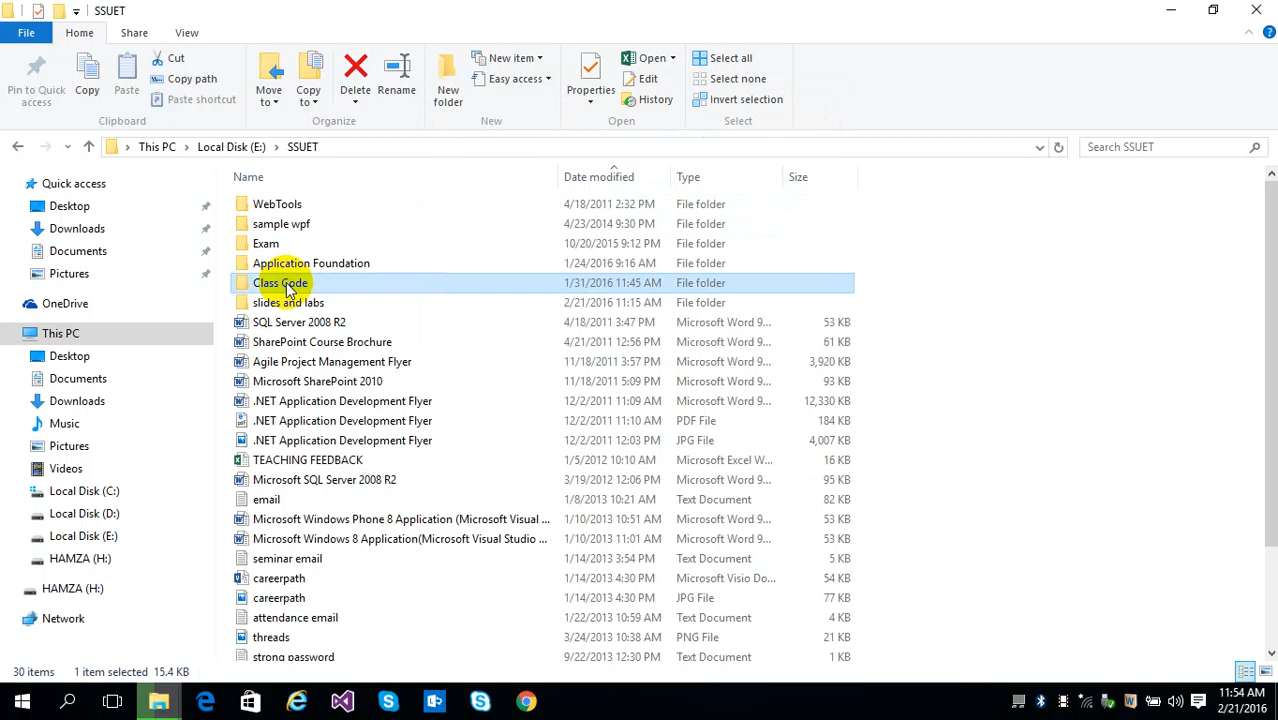 SSUET
File Home Share View
Pin to Quick access
Copy
Paste
Cut
Copy path
Paste shortcut
Clipboard
Move to
Copy to
Delete
Rename
Organize
New folder
New item
Easy access
New
Properties
Open
Edit
History
Open
Select all
Select none
Invert selection
Select
This PC Local Disk (E:) SSUET
Search SSUET
Quick access
Desktop
Downloads
Documents
Pictures
OneDrive
This PC
Desktop
Documents
Downloads
Music
Pictures
Videos
Local Disk (C:)
Local Disk (D:)
Local Disk (E:)
HAMZA (H:)
HAMZA (H:)
Network
Name Date modified Type Size
WebTools 4/18/2011 2:32 PM File folder
sample wpf 4/23/2014 9:30 PM File folder
Exam 10/20/2015 9:12 PM File folder
Application Foundation 1/24/2016 9:16 AM File folder
Class Code 1/31/2016 11:45 AM File folder
slides and labs 2/21/2016 11:15 AM File folder
SQL Server 2008 R2 4/18/2011 3:47 PM Microsoft Word 9... 53 KB
SharePoint Course Brochure 4/21/2011 12:56 PM Microsoft Word 9... 61 KB
Agile Project Management Flyer 11/18/2011 3:57 PM Microsoft Word 9... 3,920 KB
Microsoft SharePoint 2010 11/18/2011 5:09 PM Microsoft Word 9... 93 KB
.NET Application Development Flyer 12/2/2011 11:09 AM Microsoft Word 9... 12,330 KB
.NET Application Development Flyer 12/2/2011 11:10 AM PDF File 184 KB
.NET Application Development Flyer 12/2/2011 12:03 PM JPG File 4,007 KB
TEACHING FEEDBACK 1/5/2012 10:10 AM Microsoft Excel W... 16 KB
Microsoft SQL Server 2008 R2 3/19/2012 12:06 PM Microsoft Word 9... 95 KB
email 1/8/2013 10:21 AM Text Document 82 KB
Microsoft Windows Phone 8 Application (Microsoft Visual ... 1/10/2013 10:51 AM Microsoft Word 9... 53 KB
Microsoft Windows 8 Application(Microsoft Visual Studio ... 1/10/2013 11:01 AM Microsoft Word 9... 53 KB
seminar email 1/14/2013 3:54 PM Text Document 5 KB
careerpath 1/14/2013 4:30 PM Microsoft Visio Do... 54 KB
careerpath 1/14/2013 4:30 PM JPG File 77 KB
attendance email 1/22/2013 10:59 AM Text Document 4 KB
threads 3/24/2013 10:38 AM PNG File 21 KB
strong password 9/22/2013 12:30 PM Text Document 1 KB
30 items 1 item selected 15.4 KB
11:54 AM
2/21/2016